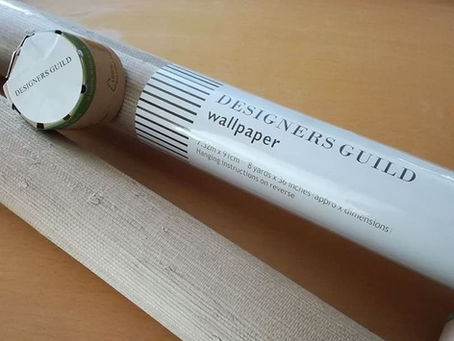 DESIGNERS GUILD
DESIGNERS GUILD
wallpaper
7.32m x 91cm 8 yards x 36 inches (approx dimensions)
Hanging instructions on reverse